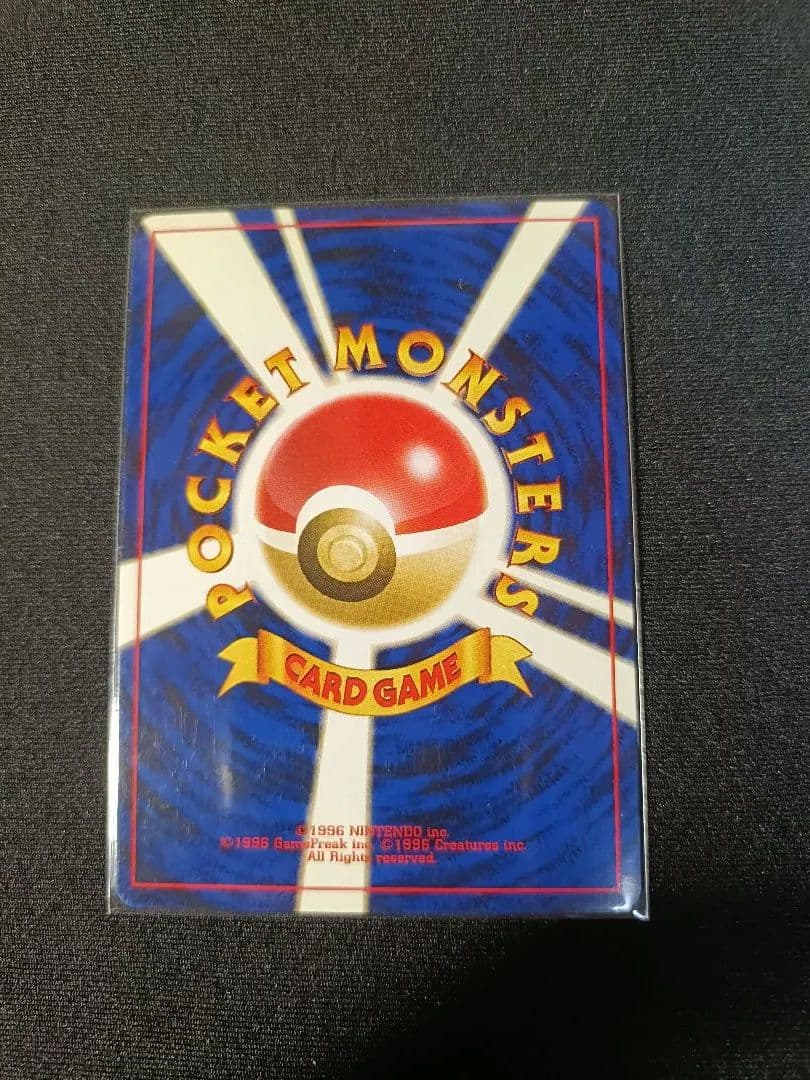 POCKET MONSTERS
CARD GAME
©1996 NINTENDO inc.
©1996 GameFreak inc. ©1996 Creatures inc.
All Rights reserved.